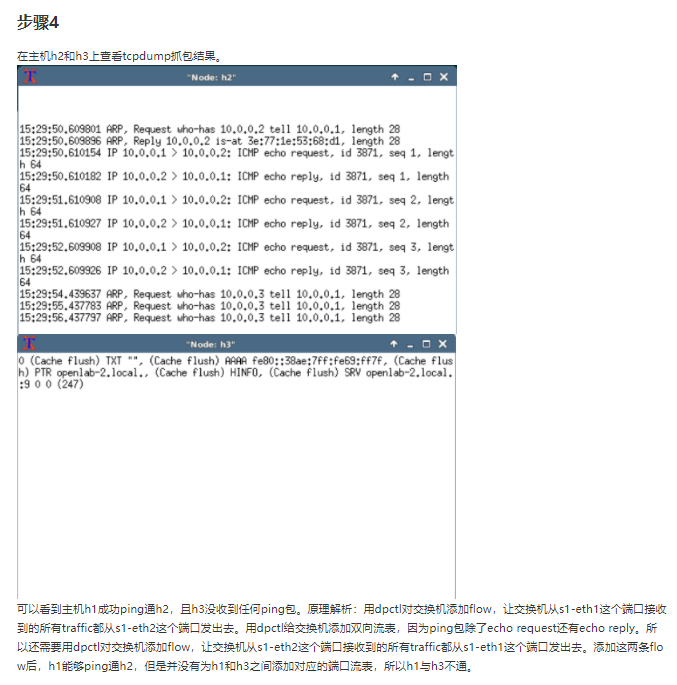 步骤4
在主机h2和h3上查看tcpdump抓包结果。
"Node: h2"
15:29:50.609801 ARP, Request who-has 10.0.0.2 tell 10.0.0.1, length 28
15:29:50.609896 ARP, Reply 10.0.0.2 is-at 3e:77:1e:53:68:d1, length 28
15:29:50.610154 IP 10.0.0.1 > 10.0.0.2: ICMP echo request, id 3871, seq 1, lengt
h 64
15:29:50.610182 IP 10.0.0.2 > 10.0.0.1: ICMP echo reply, id 3871, seq 1, length
64
15:29:51.610908 IP 10.0.0.1 > 10.0.0.2: ICMP echo request, id 3871, seq 2, lengt
h 64
15:29:51.610927 IP 10.0.0.2 > 10.0.0.1: ICMP echo reply, id 3871, seq 2, length
64
15:29:52.609908 IP 10.0.0.1 > 10.0.0.2: ICMP echo request, id 3871, seq 3, lengt
h 64
15:29:52.609926 IP 10.0.0.2 > 10.0.0.1: ICMP echo reply, id 3871, seq 3, length
64
15:29:54.439637 ARP, Request who-has 10.0.0.3 tell 10.0.0.1, length 28
15:29:55.437783 ARP, Request who-has 10.0.0.3 tell 10.0.0.1, length 28
15:29:56.437797 ARP, Request who-has 10.0.0.3 tell 10.0.0.1, length 28
"Node: h3"
0 (Cache flush) TXT "", (Cache flush) AAAA fe80::38ae:7ff:fe69:ff7f, (Cache flus
h) PTR openlab-2.local., (Cache flush) HINFO, (Cache flush) SRV openlab-2.local.
:9 0 0 (247)
可以看到主机h1成功ping通h2，且h3没收到任何ping包。原理解析：用dpctl对交换机添加flow，让交换机从s1-eth1这个端口接收
到的所有traffic都从s1-eth2这个端口发出去。用dpctl给交换机添加双向流表，因为ping包除了echo request还有echo reply。所
以还需要用dpctl对交换机添加flow，让交换机从s1-eth2这个端口接收到的所有traffic都从s1-eth1这个端口发出去。添加这两条flo
w后，h1能够ping通h2，但是并没有为h1和h3之间添加对应的端口流表，所以h1与h3不通。